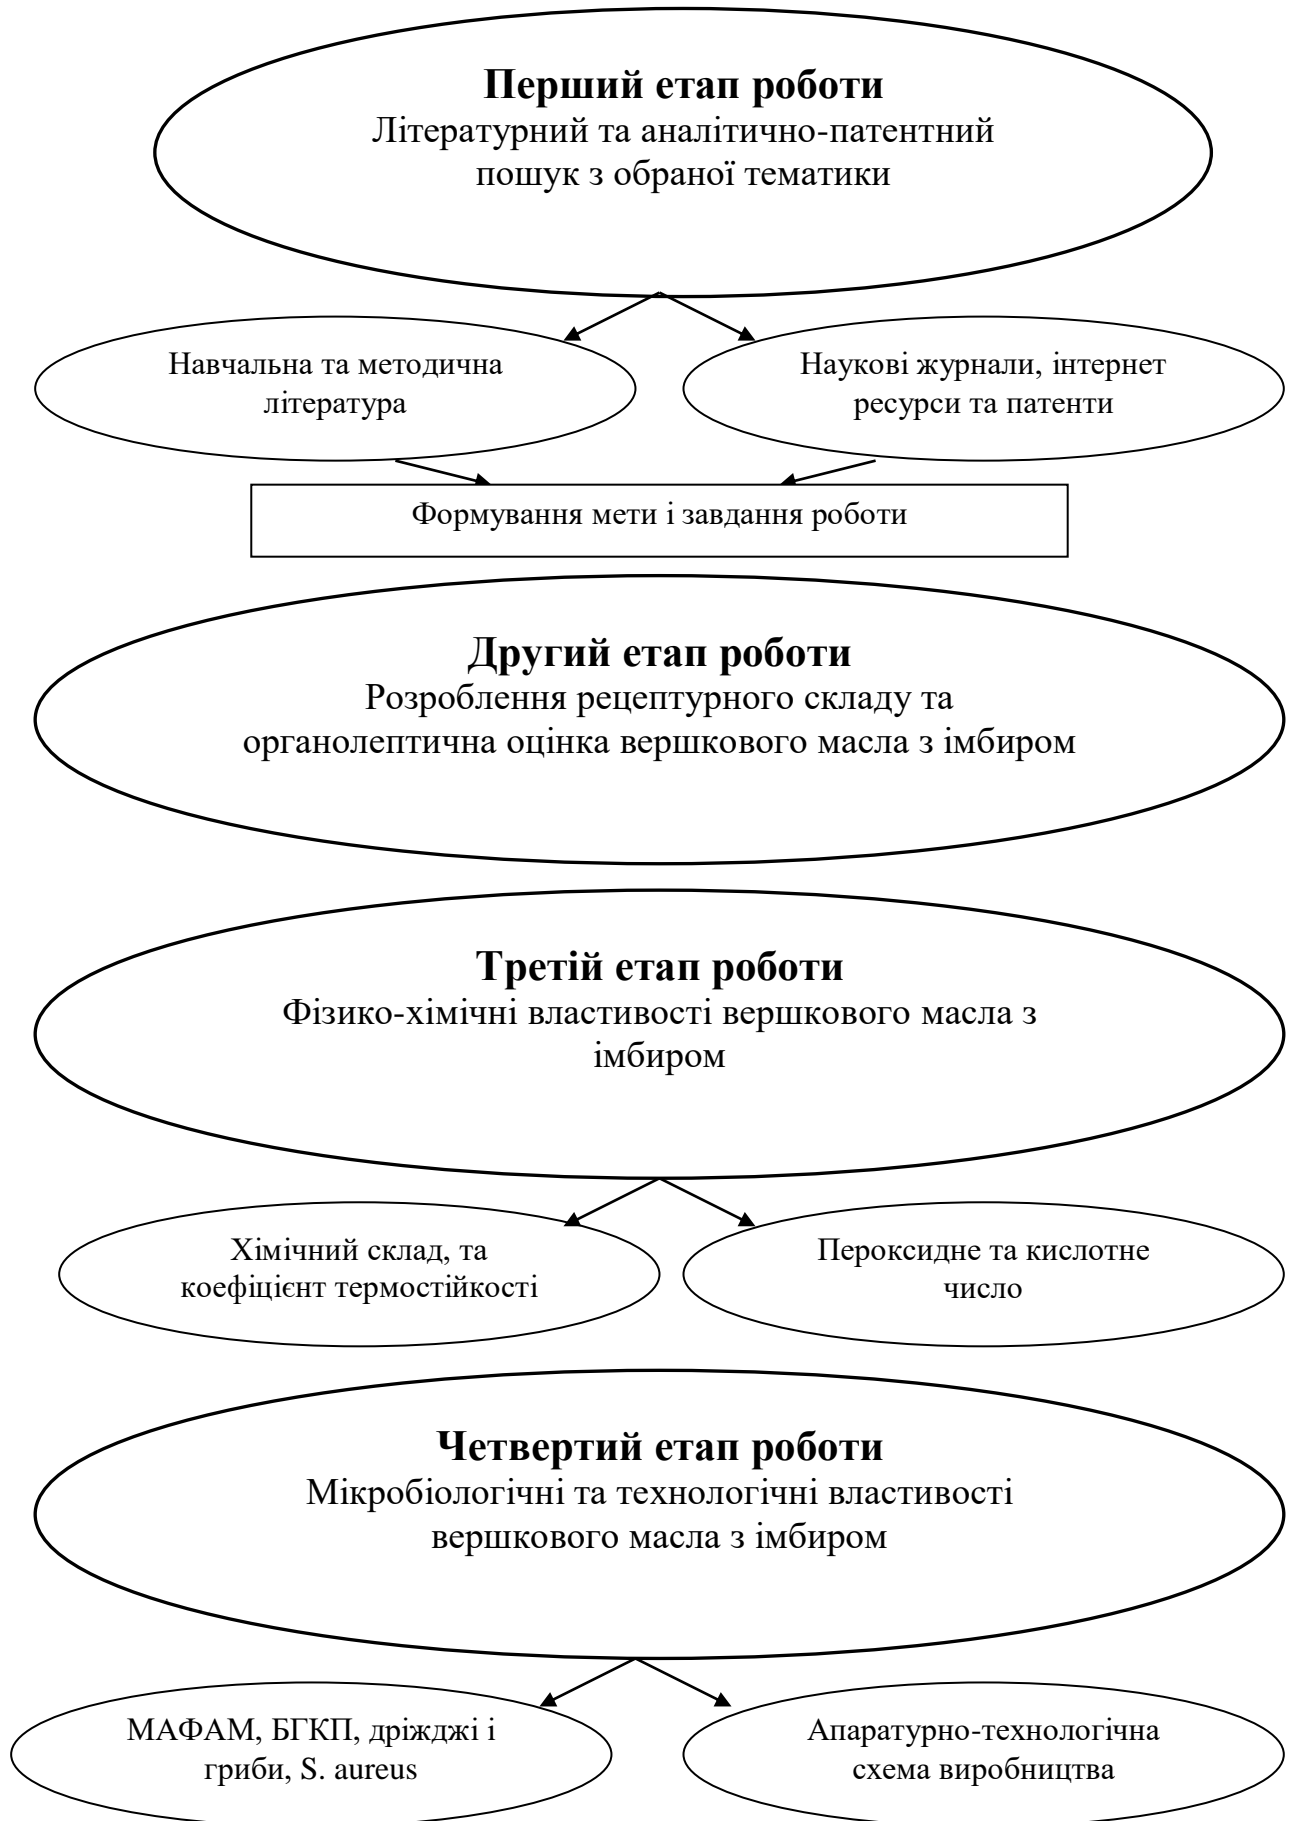 Перший етап роботи
Літературний та аналітично-патентний
пошук з обраної тематики
Навчальна та методична
література
Наукові журнали, інтернет
ресурси та патенти
Формування мети і завдання роботи
Другий етап роботи
Розроблення рецептурного складу та
органолептична оцінка вершкового масла з імбиром
Третій етап роботи
Фізико-хімічні властивості вершкового масла з
імбиром
Хімічний склад, та
коефіцієнт термостійкості
Пероксидне та кислотне
число
Четвертий етап роботи
Мікробіологічні та технологічні властивості
вершкового масла з імбиром
МАФАМ, БГКП, дріжджі і
гриби, S. aureus
Апаратурно-технологічна
схема виробництва